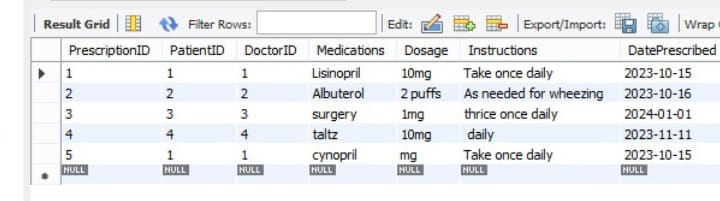 Result Grid Filter Rows: Edit: Export/Import: Wrap C
PrescriptionID PatientID DoctorID Medications Dosage Instructions DatePrescribed
1 1 1 Lisinopril 10mg Take once daily 2023-10-15
2 2 2 Albuterol 2 puffs As needed for wheezing 2023-10-16
3 3 3 surgery 1mg thrice once daily 2024-01-01
4 4 4 taltz 10mg daily 2023-11-11
5 1 1 cynopril mg Take once daily 2023-10-15
NULL NULL NULL NULL NULL NULL NULL